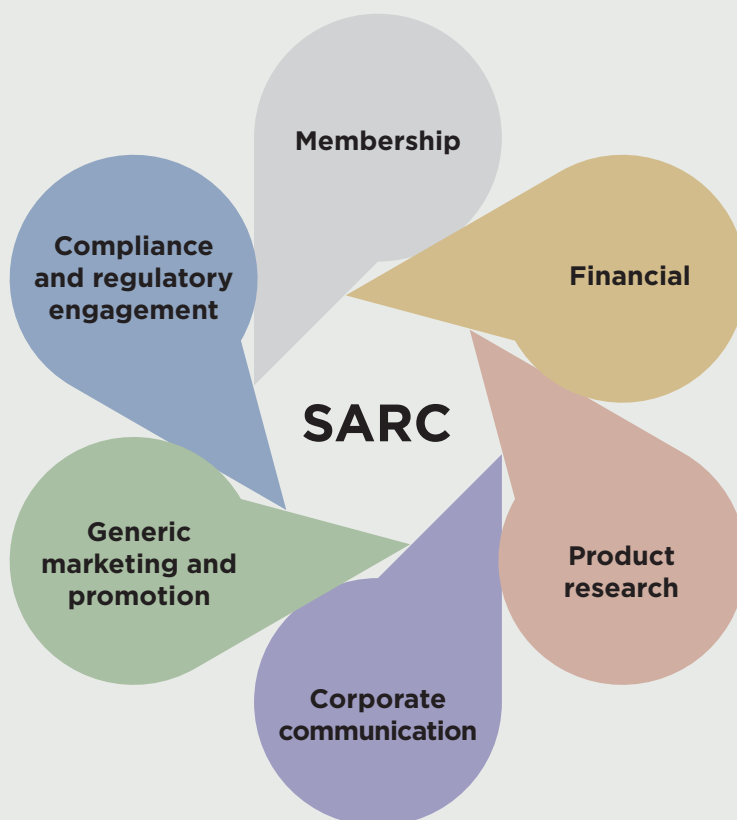 Membership
Financial
Compliance
and regulatory
engagement
SARC
Generic
marketing and
promotion
Product
research
Corporate
communication